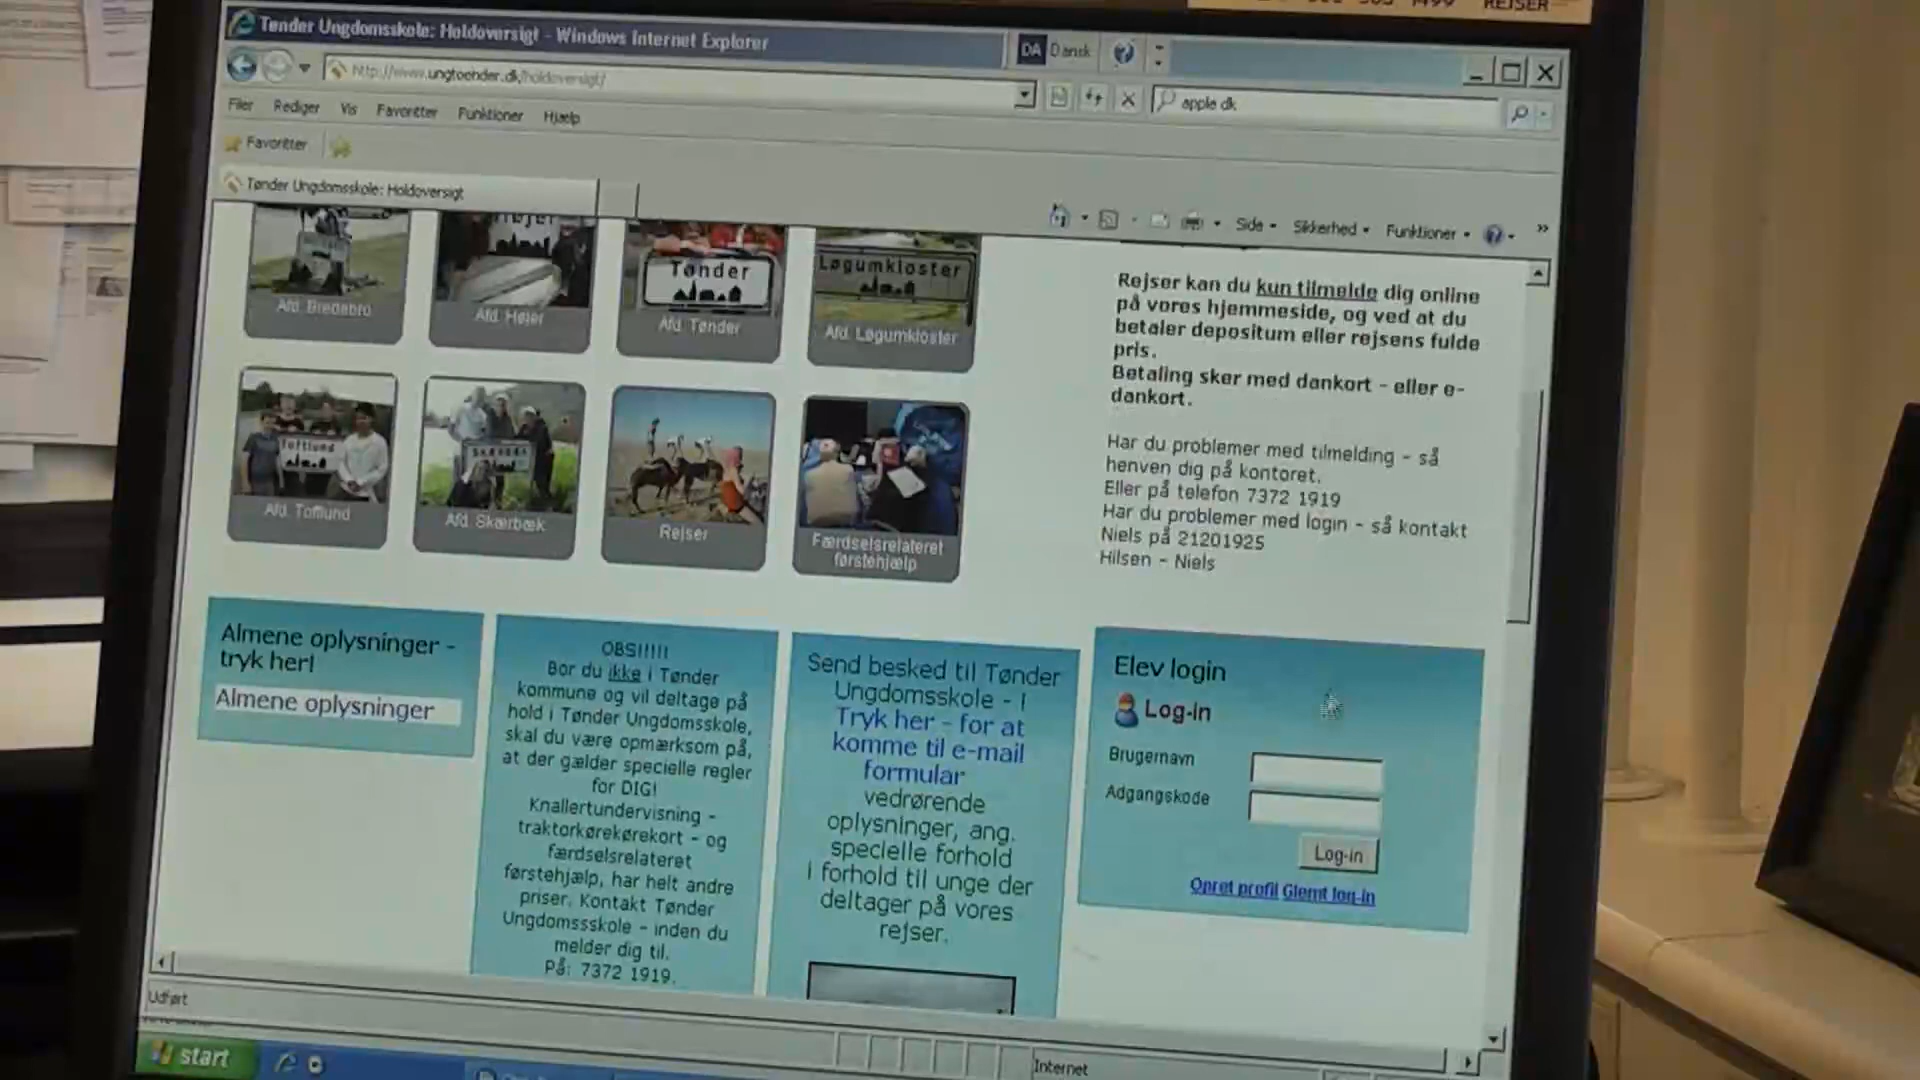 REJSER
Tønder Ungdomsskole: Holdoversigt - Windows Internet Explorer
DA Dansk
http://www.ungtoender.dk/holdoversigt/
apple dk
Filer Rediger Vis Favoritter Funktioner Hjælp
Favoritter
Tønder Ungdomsskole: Holdoversigt
Side Sikkerhed Funktioner »
Højer
Tønder
Løgumkloster
Afd. Bredebro
Afd. Højer
Afd. Tønder
Afd. Løgumkloster
Toftlund
Afd. Toftlund
Afd. Skærbæk
Rejser
Færdselsrelateret
førstehjælp
Rejser kan du kun tilmelde dig online
på vores hjemmeside, og ved at du
betaler depositum eller rejsens fulde
pris.
Betaling sker med dankort - eller e-
dankort.
Har du problemer med tilmelding - så
henven dig på kontoret.
Eller på telefon 7372 1919
Har du problemer med login - så kontakt
Niels på 21201925
Hilsen - Niels
Almene oplysninger -
tryk her!
Almene oplysninger
OBS!!!!!
Bor du ikke i Tønder
kommune og vil deltage på
hold i Tønder Ungdomsskole,
skal du være opmærksom på,
at der gælder specielle regler
for DIG!
Knallertundervisning -
traktorkørekørekort - og
færdselsrelateret
førstehjælp, har helt andre
priser. Kontakt Tønder
Ungdomssskole - inden du
melder dig til.
På: 7372 1919.
Send besked til Tønder
Ungdomsskole - !
Tryk her - for at
komme til e-mail
formular
vedrørende
oplysninger, ang.
specielle forhold
i forhold til unge der
deltager på vores
rejser.
Elev login
Log-in
Brugernavn
Adgangskode
Log-in
Opret profil Glemt log-in
Udført
start
Internet